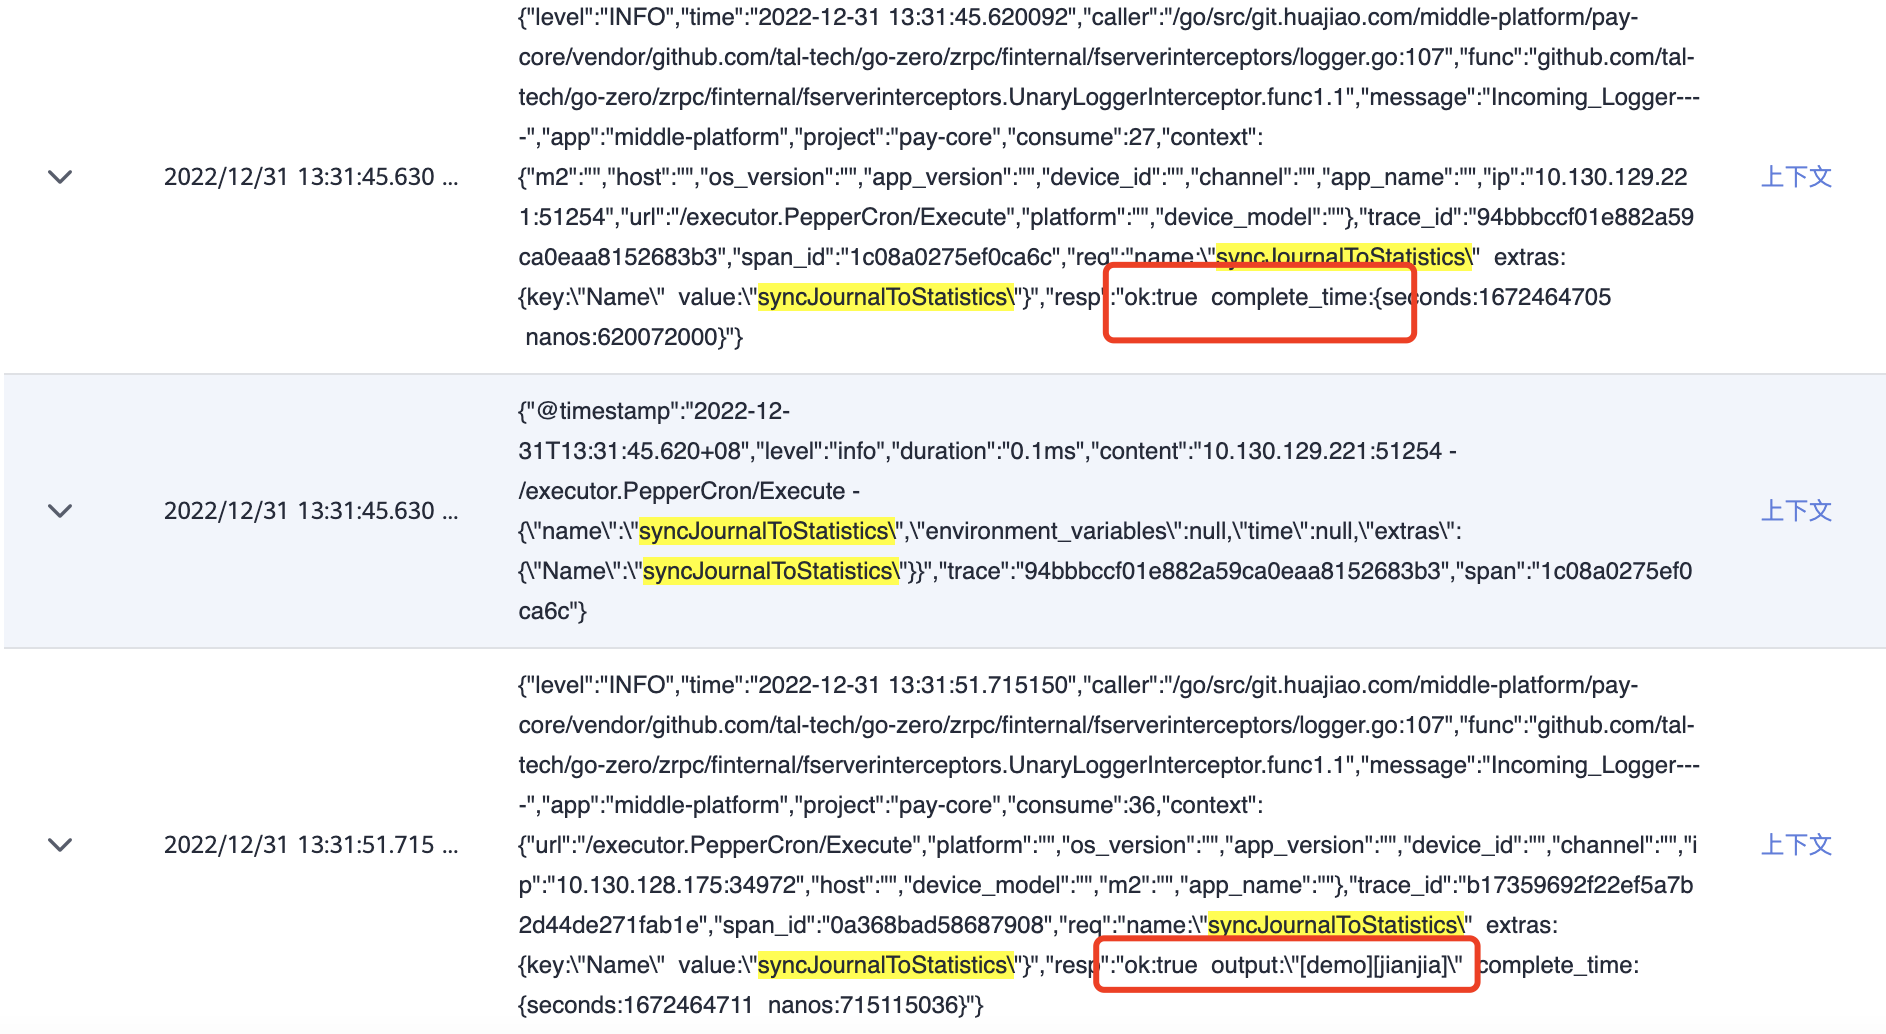 {"level":"INFO","time":"2022-12-31 13:31:45.620092","caller":"/go/src/git.huajiao.com/middle-platform/pay-
core/vendor/github.com/tal-tech/go-zero/zrpc/finternal/fserverinterceptors/logger.go:107","func":"github.com/tal-
tech/go-zero/zrpc/finternal/fserverinterceptors.UnaryLoggerInterceptor.func1.1","message":"Incoming_Logger---
-","app":"middle-platform","project":"pay-core","consume":27,"context":
2022/12/31 13:31:45.630 ... {"m2":"","host":"","os_version":"","app_version":"","device_id":"","channel":"","app_name":"","ip":"10.130.129.22 上下文
1:51254","url":"/executor.PepperCron/Execute","platform":"","device_model":""},"trace_id":"94bbbccf01e882a59
ca0eaa8152683b3","span_id":"1c08a0275ef0ca6c","req":"name:\"syncJournalToStatistics\"  extras:
{key:\"Name\"  value:\"syncJournalToStatistics\"}","resp":"ok:true  complete_time:{seconds:1672464705
nanos:620072000}"}
{"@timestamp":"2022-12-
31T13:31:45.620+08","level":"info","duration":"0.1ms","content":"10.130.129.221:51254 -
/executor.PepperCron/Execute -
2022/12/31 13:31:45.630 ... {\"name\":\"syncJournalToStatistics\",\"environment_variables\":null,\"time\":null,\"extras\": 上下文
{\"Name\":\"syncJournalToStatistics\"}}","trace":"94bbbccf01e882a59ca0eaa8152683b3","span":"1c08a0275ef0
ca6c"}
{"level":"INFO","time":"2022-12-31 13:31:51.715150","caller":"/go/src/git.huajiao.com/middle-platform/pay-
core/vendor/github.com/tal-tech/go-zero/zrpc/finternal/fserverinterceptors/logger.go:107","func":"github.com/tal-
tech/go-zero/zrpc/finternal/fserverinterceptors.UnaryLoggerInterceptor.func1.1","message":"Incoming_Logger---
-","app":"middle-platform","project":"pay-core","consume":36,"context":
2022/12/31 13:31:51.715 ... {"url":"/executor.PepperCron/Execute","platform":"","os_version":"","app_version":"","device_id":"","channel":"","i 上下文
p":"10.130.128.175:34972","host":"","device_model":"","m2":"","app_name":""},"trace_id":"b17359692f22ef5a7b
2d44de271fab1e","span_id":"0a368bad58687908","req":"name:\"syncJournalToStatistics\"  extras:
{key:\"Name\"  value:\"syncJournalToStatistics\"}","resp":"ok:true  output:\"[demo][jianjia]\"  complete_time:
{seconds:1672464711  nanos:715115036}"}